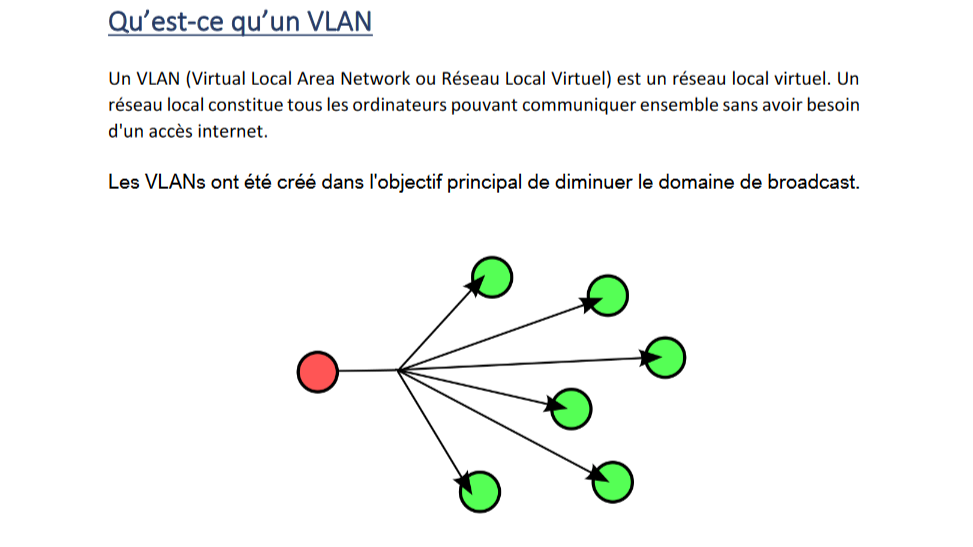 Qu’est-ce qu’un VLAN
Un VLAN (Virtual Local Area Network ou Réseau Local Virtuel) est un réseau local virtuel. Un
réseau local constitue tous les ordinateurs pouvant communiquer ensemble sans avoir besoin
d'un accès internet.
Les VLANs ont été créé dans l'objectif principal de diminuer le domaine de broadcast.